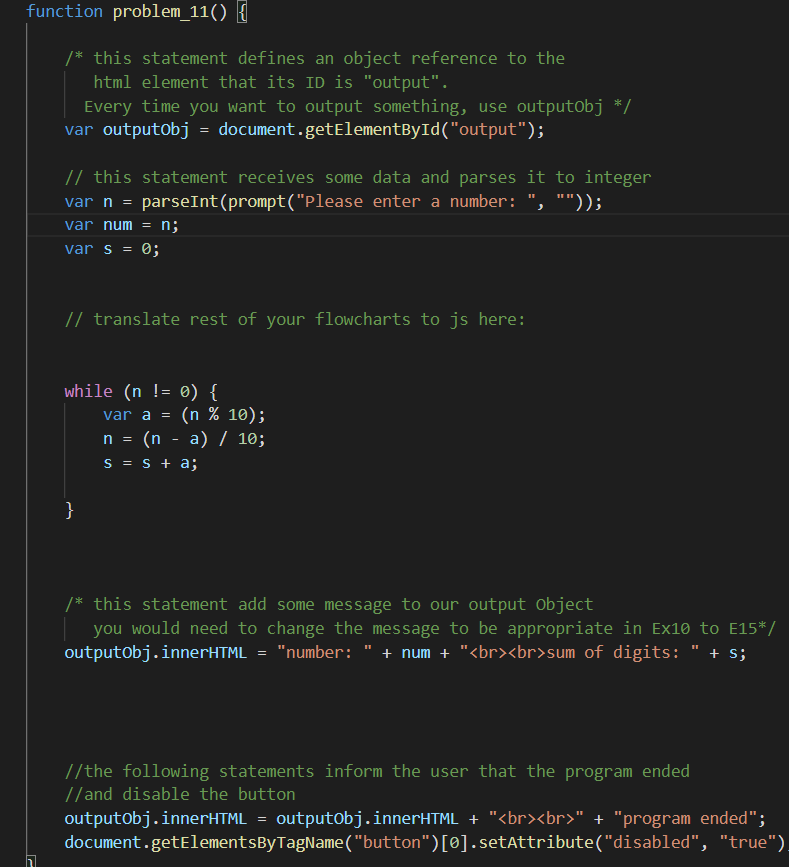 function problem_11() {
/* this statement defines an object reference to the
html element that its ID is "output".
Every time you want to output something, use outputObj */
var outputObj = document.getElementById("output");
// this statement receives some data and parses it to integer
var n = parseInt(prompt("Please enter a number: ", ""));
var num = n;
var s = 0;
// translate rest of your flowcharts to js here:
while (n != 0) {
var a = (n % 10);
n = (n - a) / 10;
s = s + a;
}
/* this statement add some message to our output Object
you would need to change the message to be appropriate in Ex10 to E15*/
outputObj.innerHTML = "number: " + num + "<br><br>sum of digits: " + s;
//the following statements inform the user that the program ended
//and disable the button
outputObj.innerHTML = outputObj.innerHTML + "<br><br>" + "program ended";
document.getElementsByTagName("button")[0].setAttribute("disabled", "true");
}